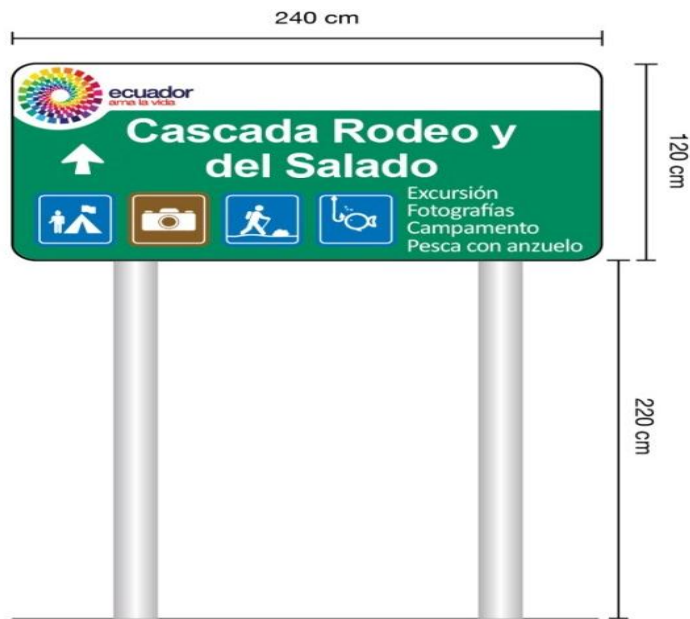 240 cm
ecuador
ama la vida
120 cm
Cascada Rodeo y
del Salado
Excursión
Fotografías
Campamento
Pesca con anzuelo
220 cm